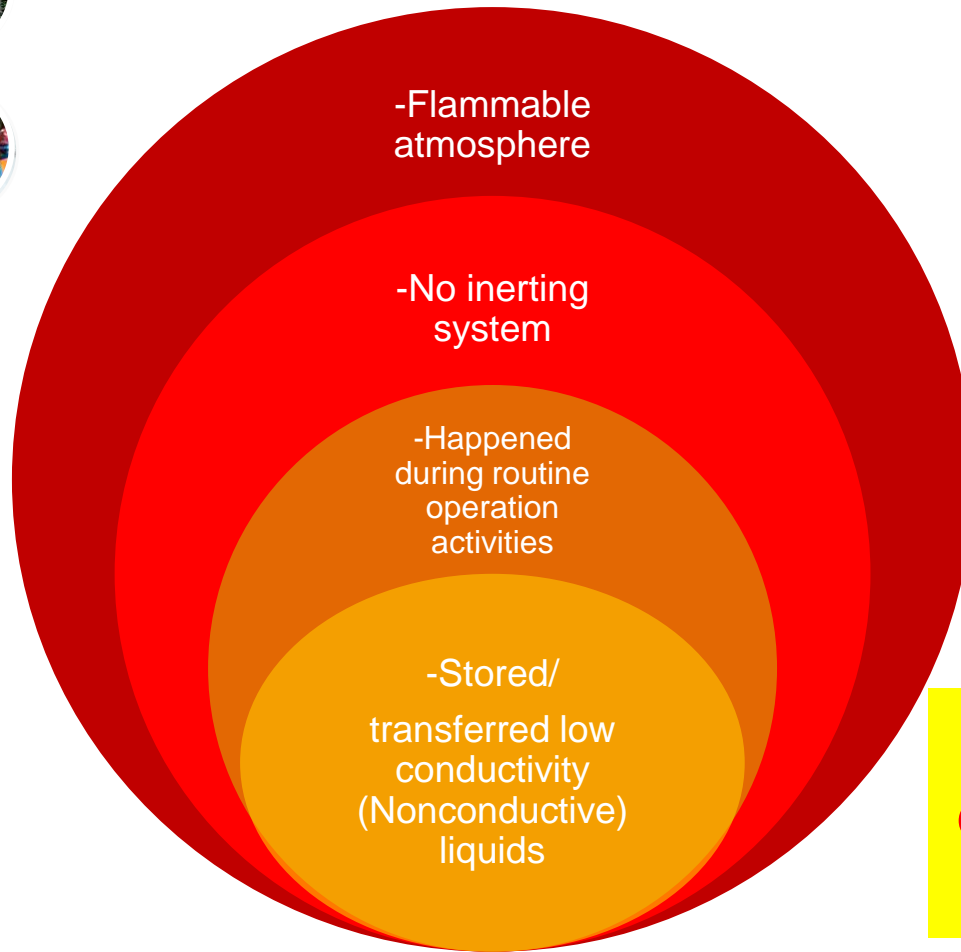 -Flammable
atmosphere
-No inerting
system
-Happened
during routine
operation
activities
-Stored/
transferred low
conductivity
(Nonconductive)
liquids